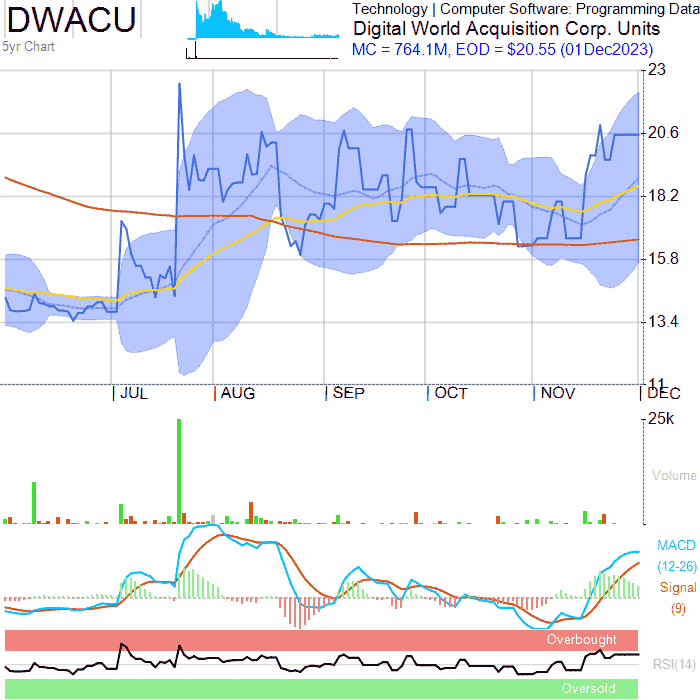 DWACU
5yr Chart
Technology | Computer Software: Programming Data
Digital World Acquisition Corp. Units
MC = 764.1M, EOD = $20.55 (01Dec2023)
23
20.6
18.2
15.8
13.4
11
JUL
AUG
SEP
OCT
NOV
DEC
25k
Volume
MACD
(12-26)
Signal
(9)
Overbought
RSI(14)
Oversold